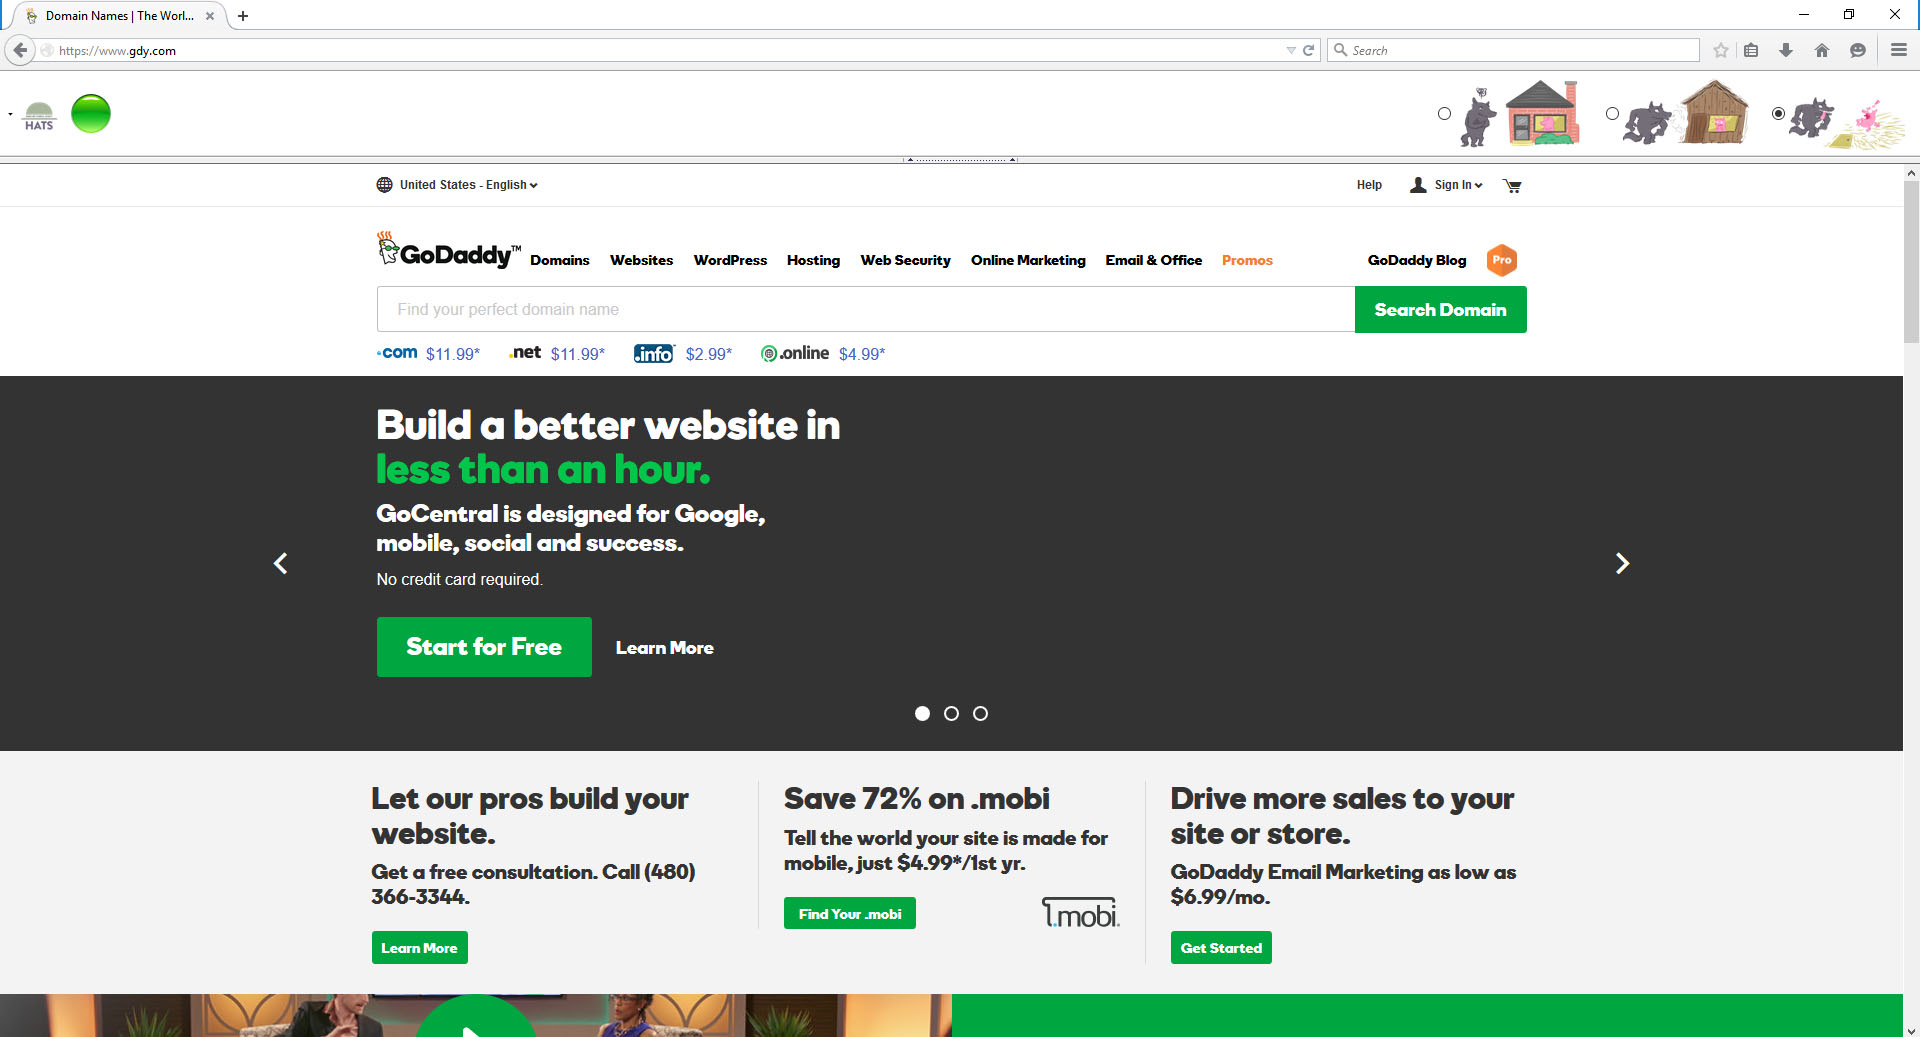 Domain Names | The Worl...
https://www.gdy.com
Search
HATS
United States - English
Help
Sign In
GoDaddy™
Domains
Websites
WordPress
Hosting
Web Security
Online Marketing
Email & Office
Promos
GoDaddy Blog
Pro
Find your perfect domain name
Search Domain
.com $11.99*
.net $11.99*
.info $2.99*
.online $4.99*
Build a better website in
less than an hour.
GoCentral is designed for Google,
mobile, social and success.
No credit card required.
Start for Free
Learn More
Let our pros build your
website.
Get a free consultation. Call (480)
366-3344.
Learn More
Save 72% on .mobi
Tell the world your site is made for
mobile, just $4.99*/1st yr.
Find Your .mobi
.mobi
Drive more sales to your
site or store.
GoDaddy Email Marketing as low as
$6.99/mo.
Get Started